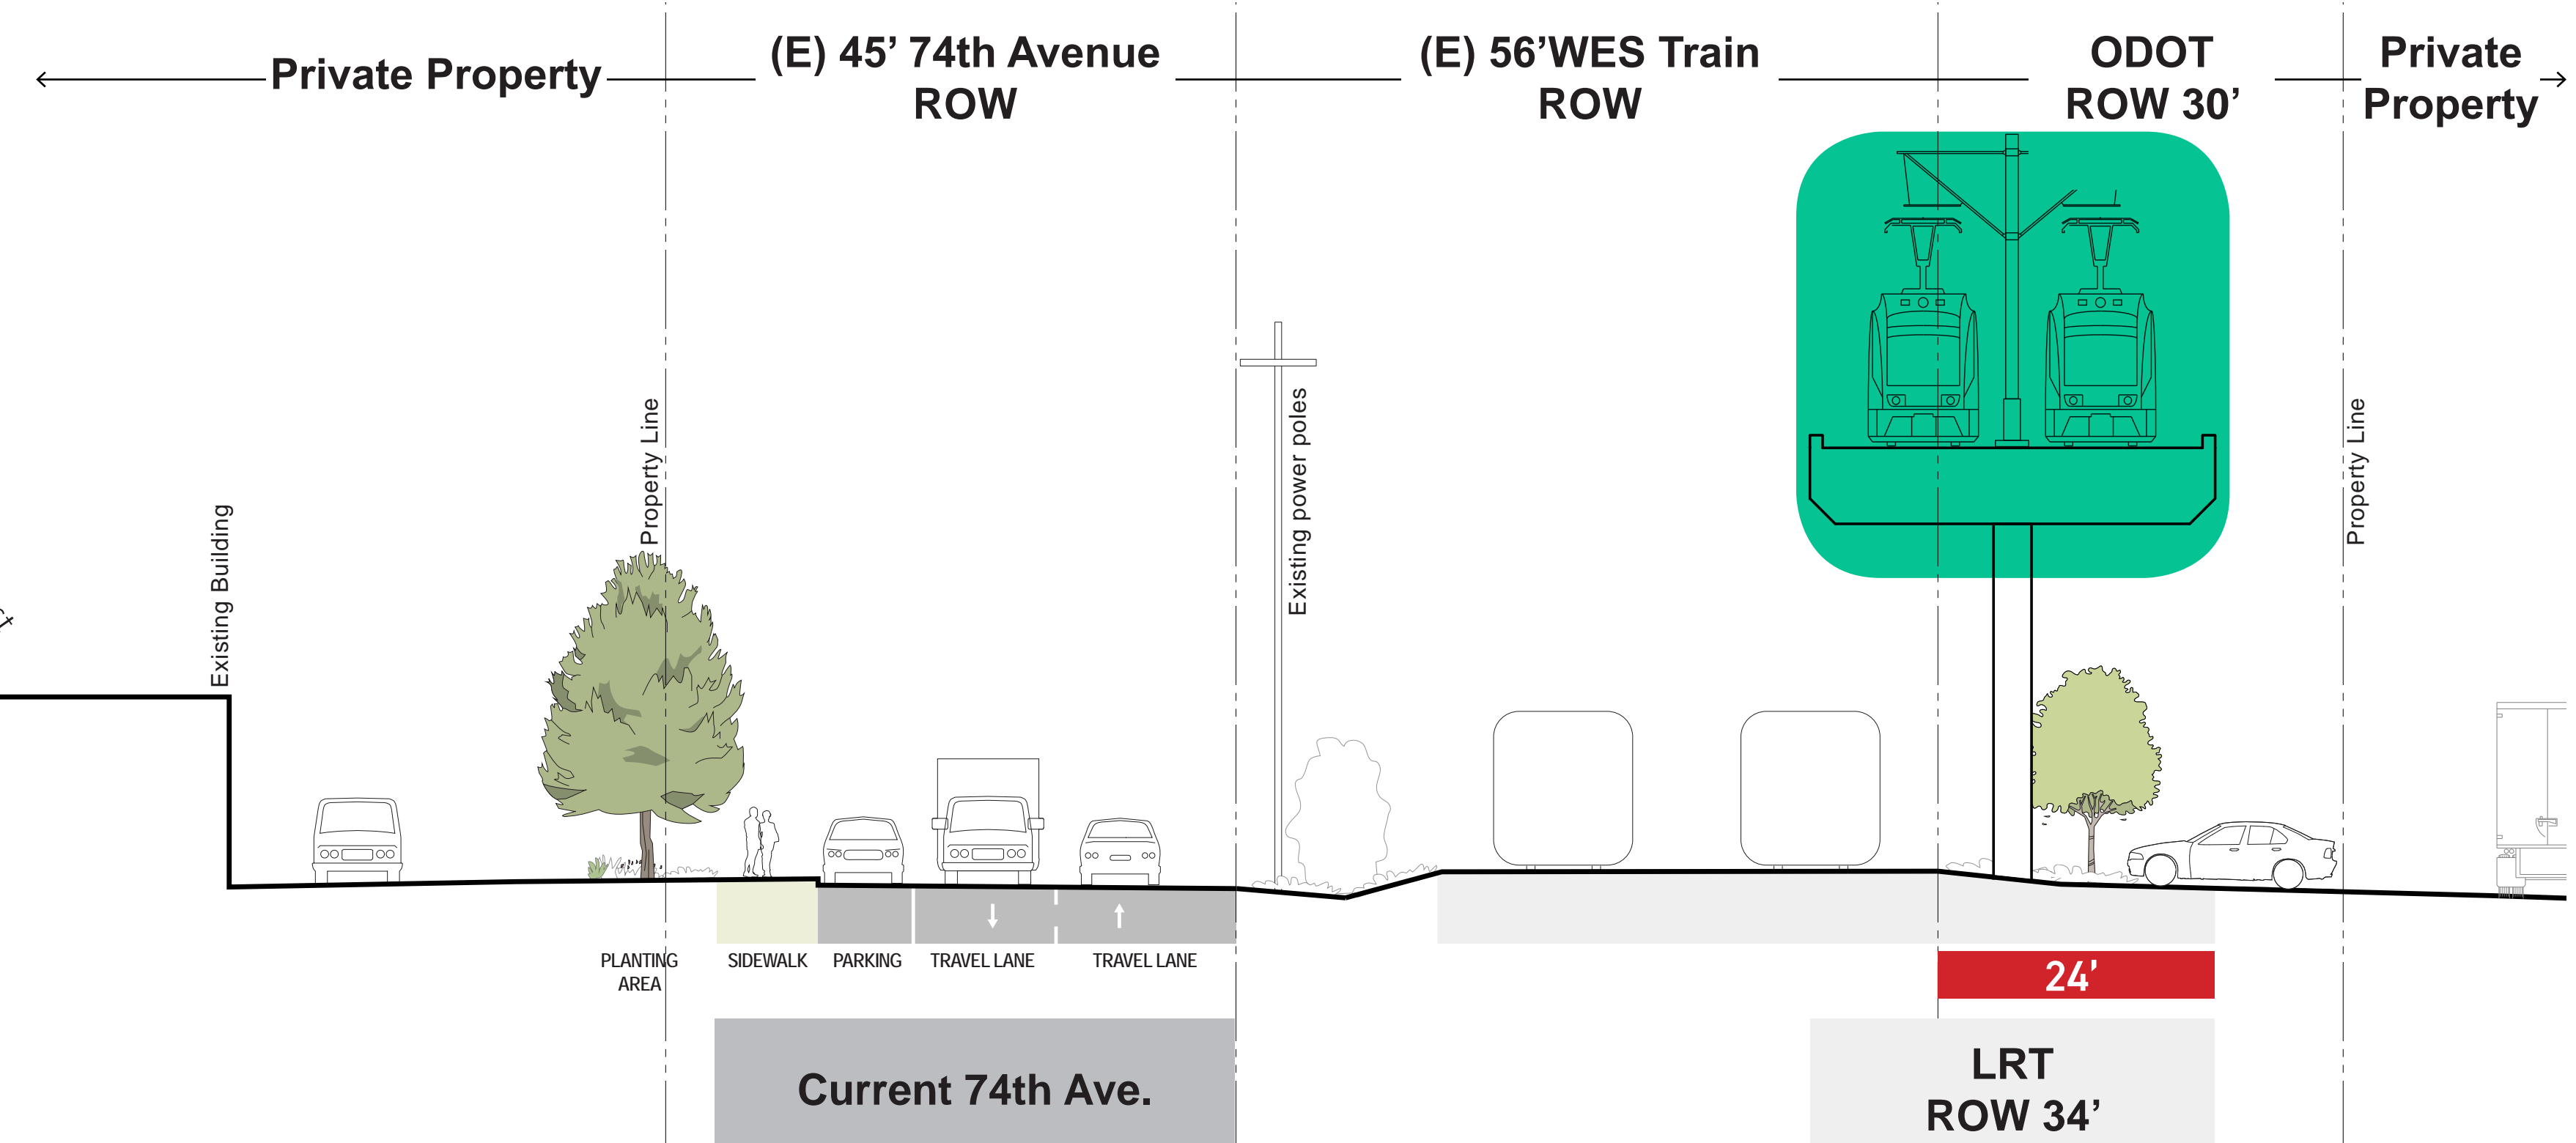 Private Property
(E) 45’ 74th Avenue
ROW
(E) 56’WES Train
ROW
ODOT
ROW 30’
Private
Property
Existing Building
Property Line
Existing power poles
Property Line
PLANTING
AREA
SIDEWALK
PARKING
TRAVEL LANE
TRAVEL LANE
24’
Current 74th Ave.
LRT
ROW 34’